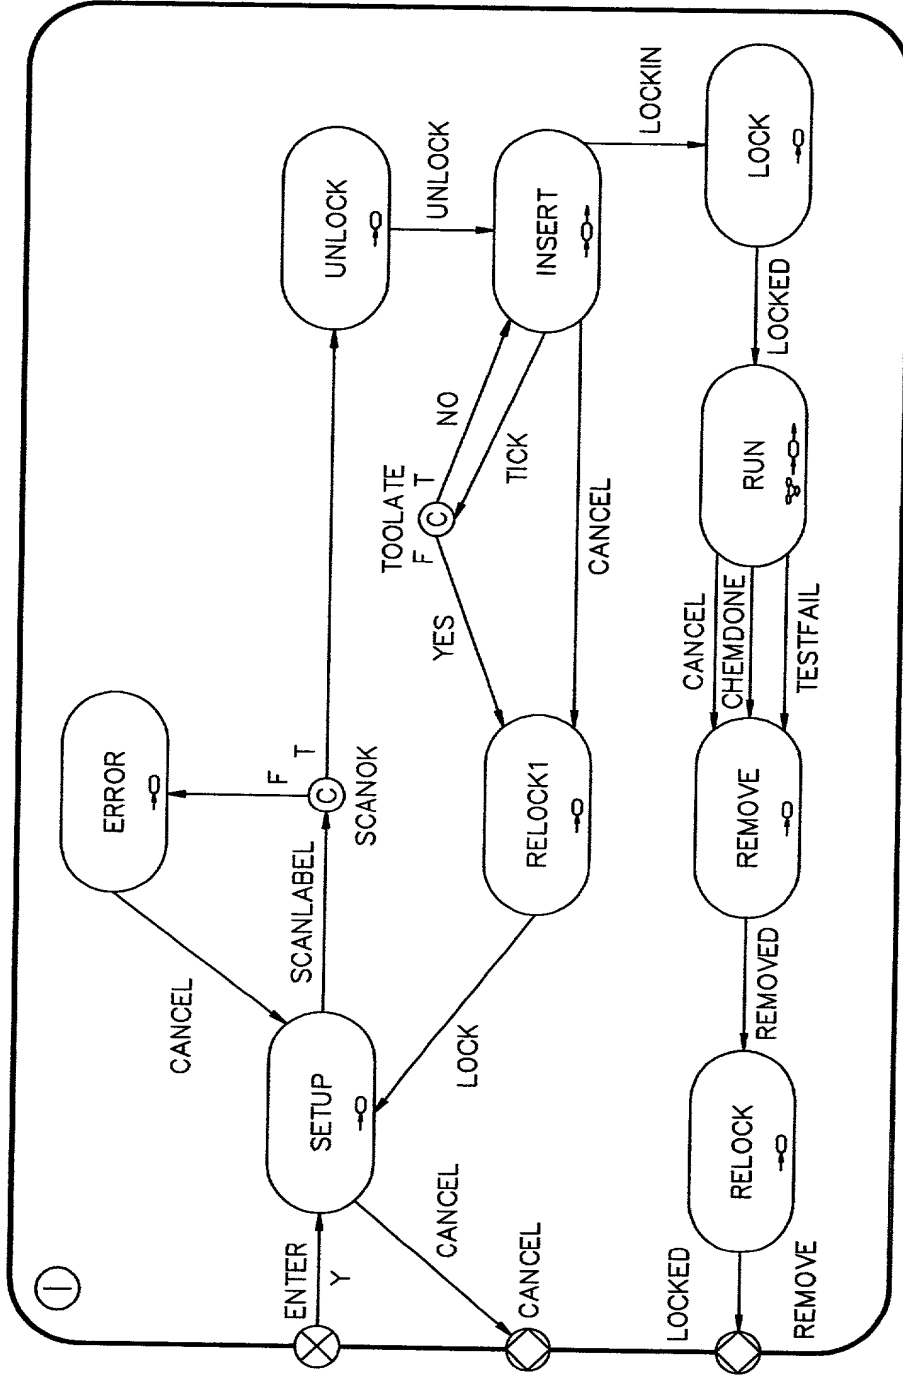 I
ENTER
Y
CANCEL
SETUP
CANCEL
CANCEL
SCANLABEL
ERROR
F
T
C
SCANOK
UNLOCK
UNLOCK
LOCK
RELOCK1
YES
TOOLATE
F
T
C
NO
TICK
CANCEL
INSERT
LOCKIN
LOCK
LOCKED
RUN
CANCEL
CHEMDONE
TESTFAIL
REMOVE
REMOVED
RELOCK
LOCKED
REMOVE